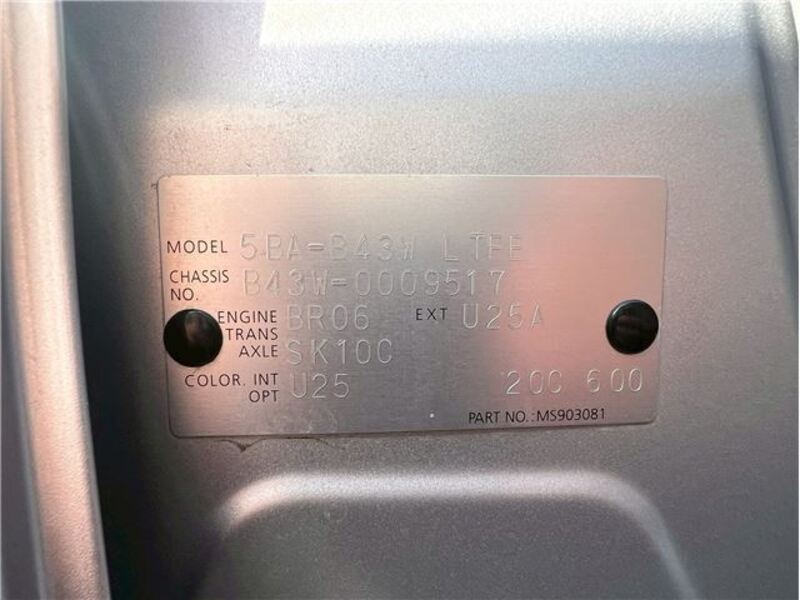 MODEL 5BA-B43W LTFE
CHASSIS NO. B43W-0009517
ENGINE BR06 EXT U25A
TRANS AXLE SK10C
COLOR. INT U25 20C 600
OPT
PART NO.:MS903081